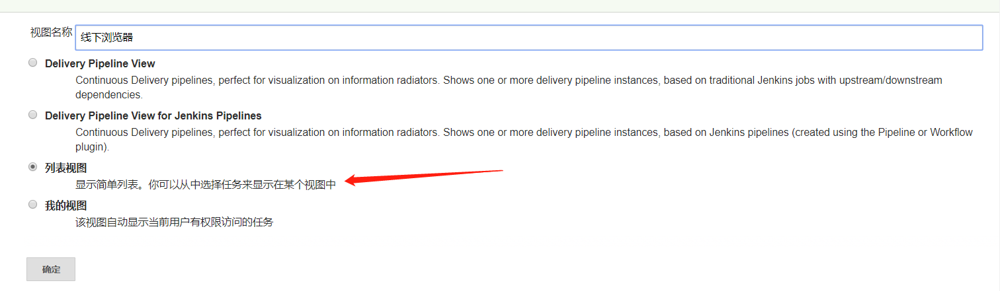 视图名称 线下浏览器
Delivery Pipeline View
Continuous Delivery pipelines, perfect for visualization on information radiators. Shows one or more delivery pipeline instances, based on traditional Jenkins jobs with upstream/downstream
dependencies.
Delivery Pipeline View for Jenkins Pipelines
Continuous Delivery pipelines, perfect for visualization on information radiators. Shows one or more delivery pipeline instances, based on Jenkins pipelines (created using the Pipeline or Workflow
plugin).
列表视图
显示简单列表。你可以从中选择任务来显示在某个视图中
我的视图
该视图自动显示当前用户有权限访问的任务
确定